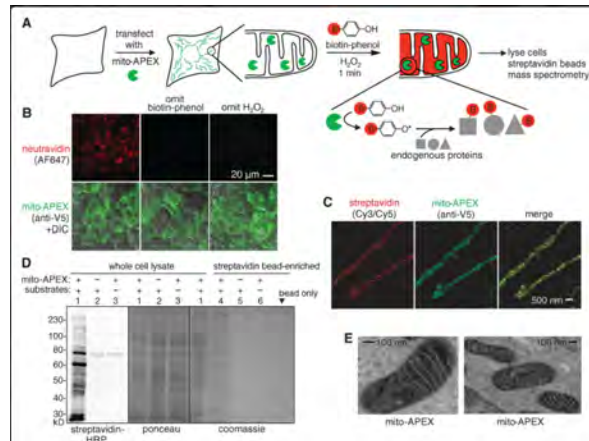 A
transfect
with
mito-APEX
B
OH
biotin-phenol
H₂O₂
1 min
lyse cells
streptavidin beads
mass spectrometry
B
OH
B
O•
B
B
B
endogenous proteins
B
omit
biotin-phenol
omit H₂O₂
neutravidin
(AF647)
20 µm
mito-APEX
(anti-V5)
+DIC
C
streptavidin
(Cy3/Cy5)
mito-APEX
(anti-V5)
merge
500 nm
D
whole cell lysate
streptavidin bead-enriched
mito-APEX: + − + + − + + + − +
substrates: + + − + + − + + + −
bead only
1 2 3 1 2 3 1 4 5 6
230
100
80
60
50
40
30
kD
streptavidin-
HRP
ponceau
coomassie
E
100 nm
100 nm
mito-APEX
mito-APEX